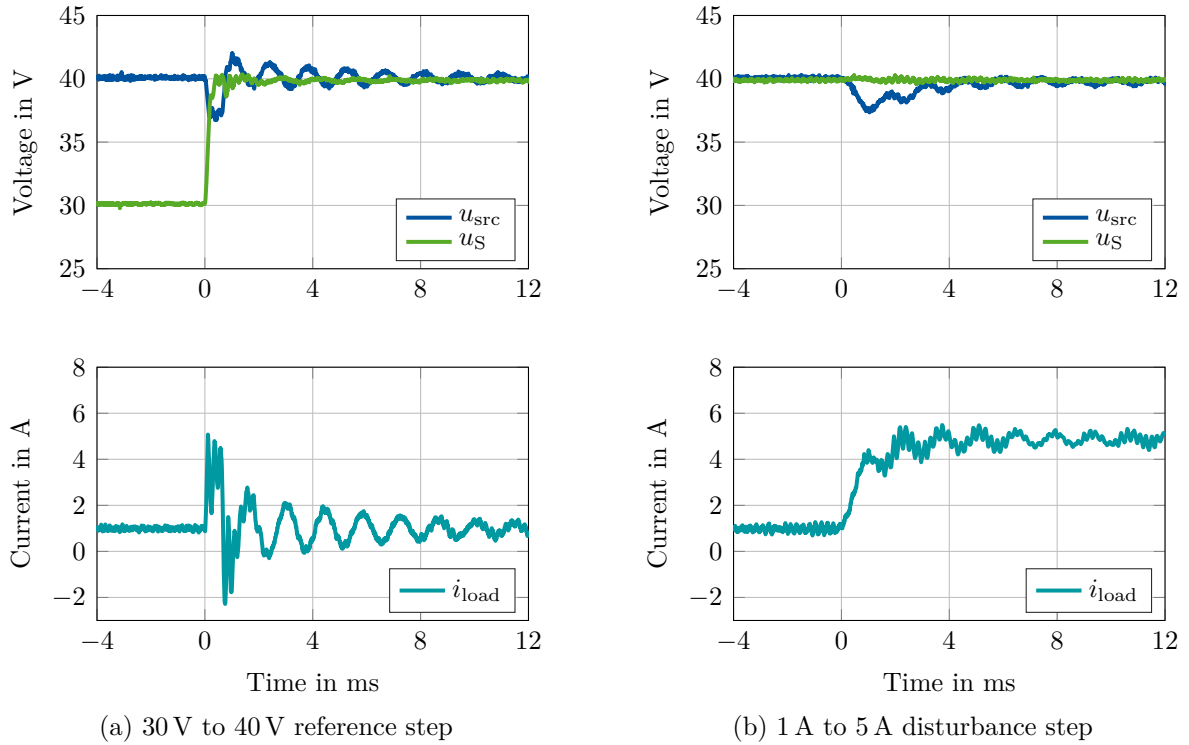 45
40
35
30
25
Voltage in V
u_src
u_S
−4 0 4 8 12
45
40
35
30
25
Voltage in V
u_src
u_S
−4 0 4 8 12
8
6
4
2
0
−2
Current in A
i_load
−4 0 4 8 12
Time in ms
(a) 30 V to 40 V reference step
8
6
4
2
0
−2
Current in A
i_load
−4 0 4 8 12
Time in ms
(b) 1 A to 5 A disturbance step